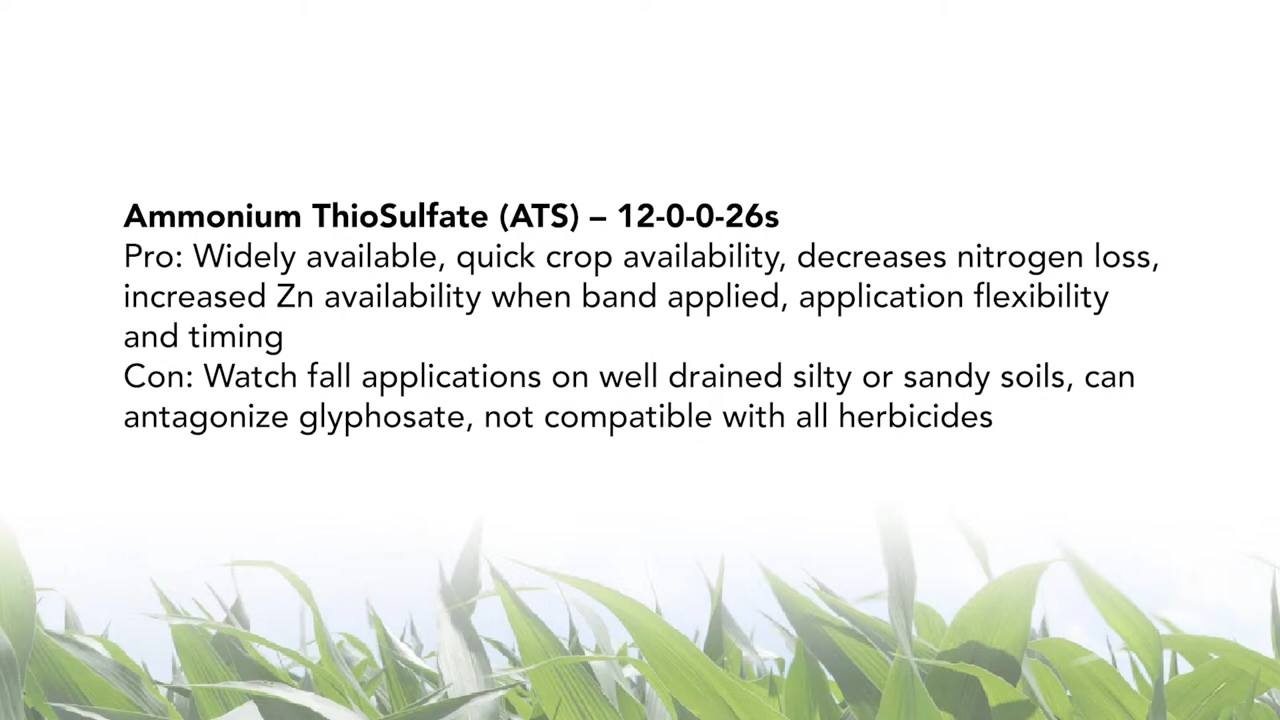 Ammonium ThioSulfate (ATS) – 12-0-0-26s
Pro: Widely available, quick crop availability, decreases nitrogen loss,
increased Zn availability when band applied, application flexibility
and timing
Con: Watch fall applications on well drained silty or sandy soils, can
antagonize glyphosate, not compatible with all herbicides